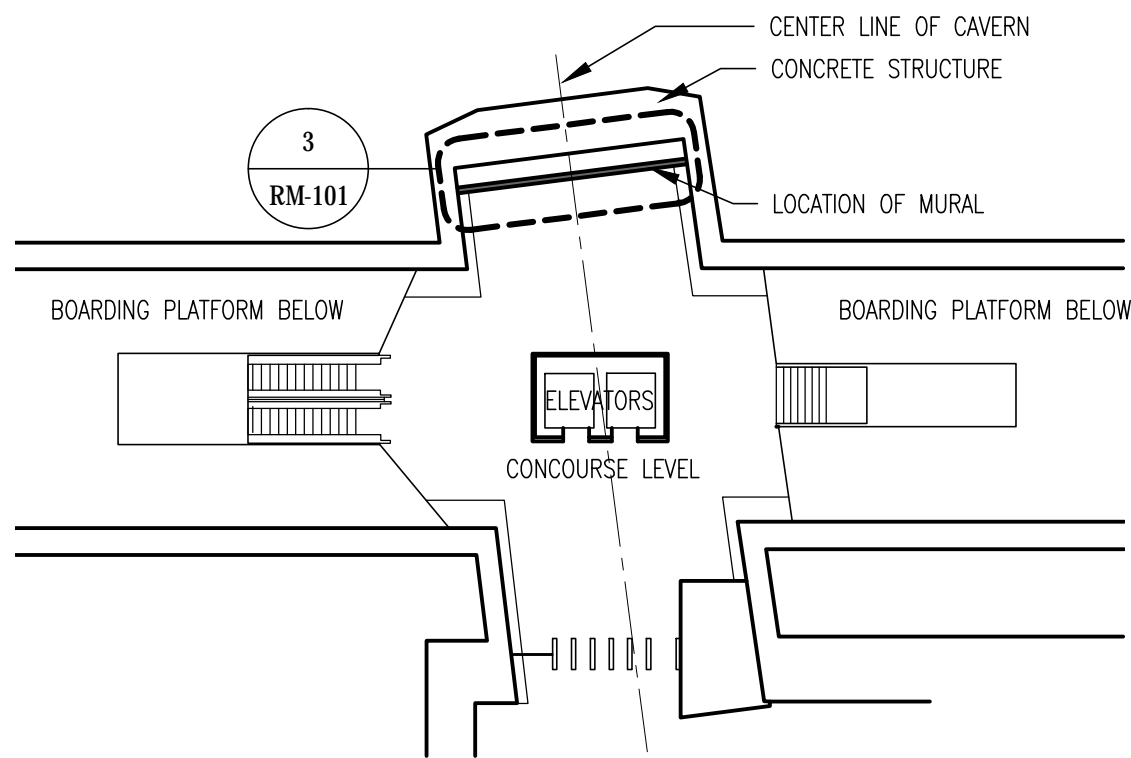 CENTER LINE OF CAVERN
CONCRETE STRUCTURE
3
RM-101
LOCATION OF MURAL
BOARDING PLATFORM BELOW
BOARDING PLATFORM BELOW
ELEVATORS
CONCOURSE LEVEL